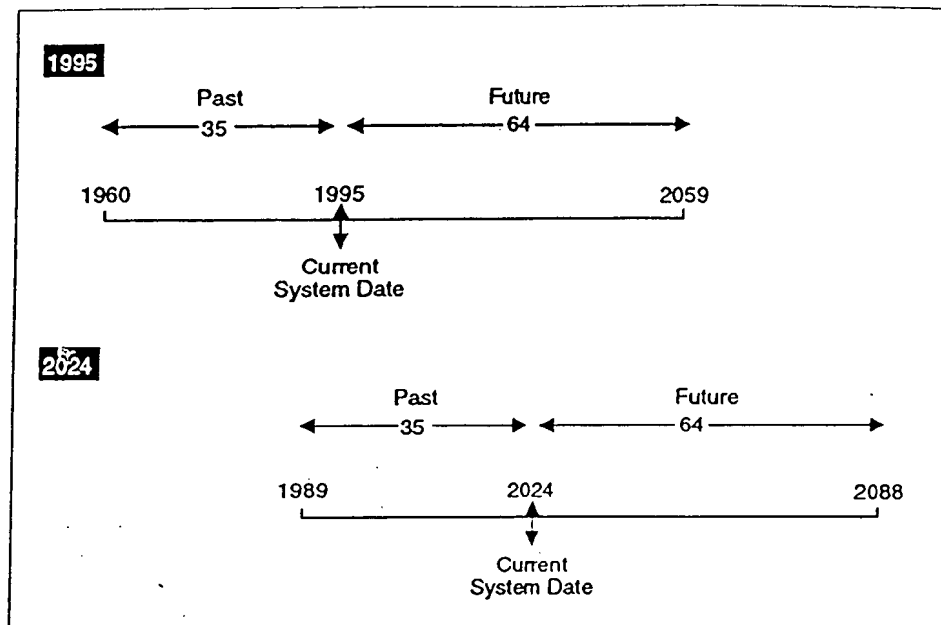 1995
Past Future
35 64
1960 1995 2059
Current
System Date
2024
Past Future
35 64
1989 2024 2088
Current
System Date